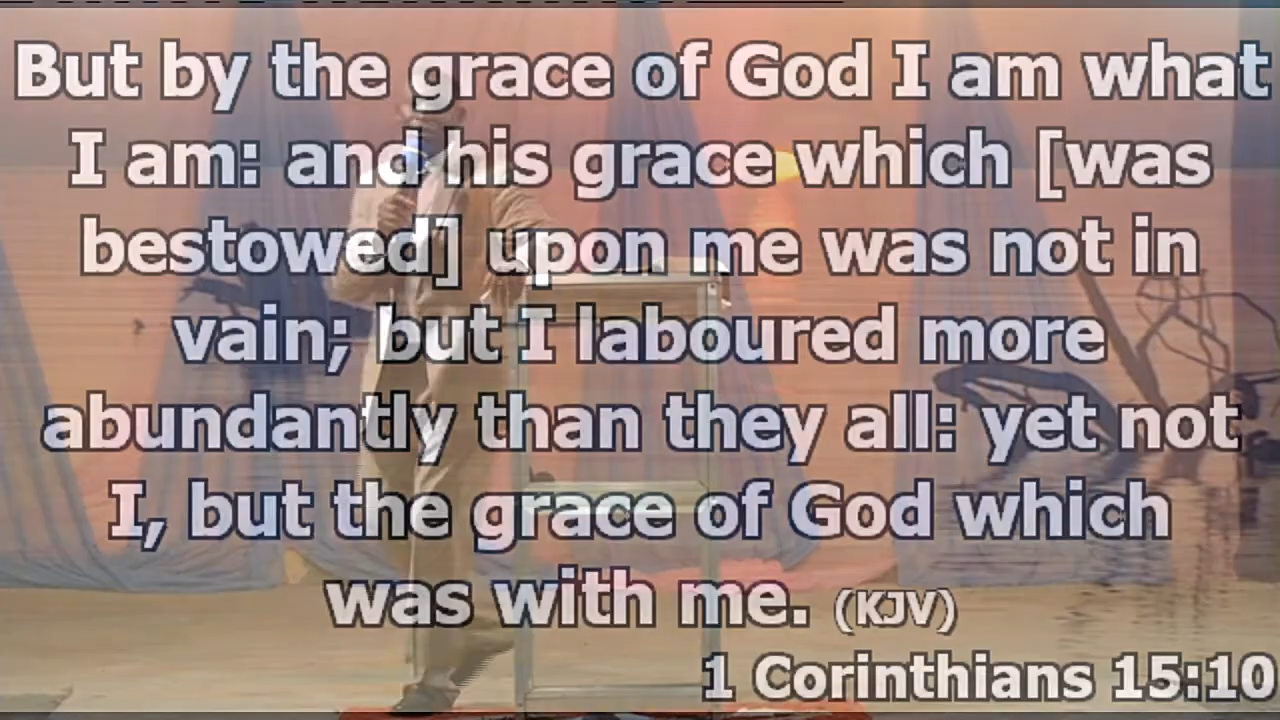 But by the grace of God I am what
I am: and his grace which [was
bestowed] upon me was not in
vain; but I laboured more
abundantly than they all: yet not
I, but the grace of God which
was with me. (KJV)
1 Corinthians 15:10